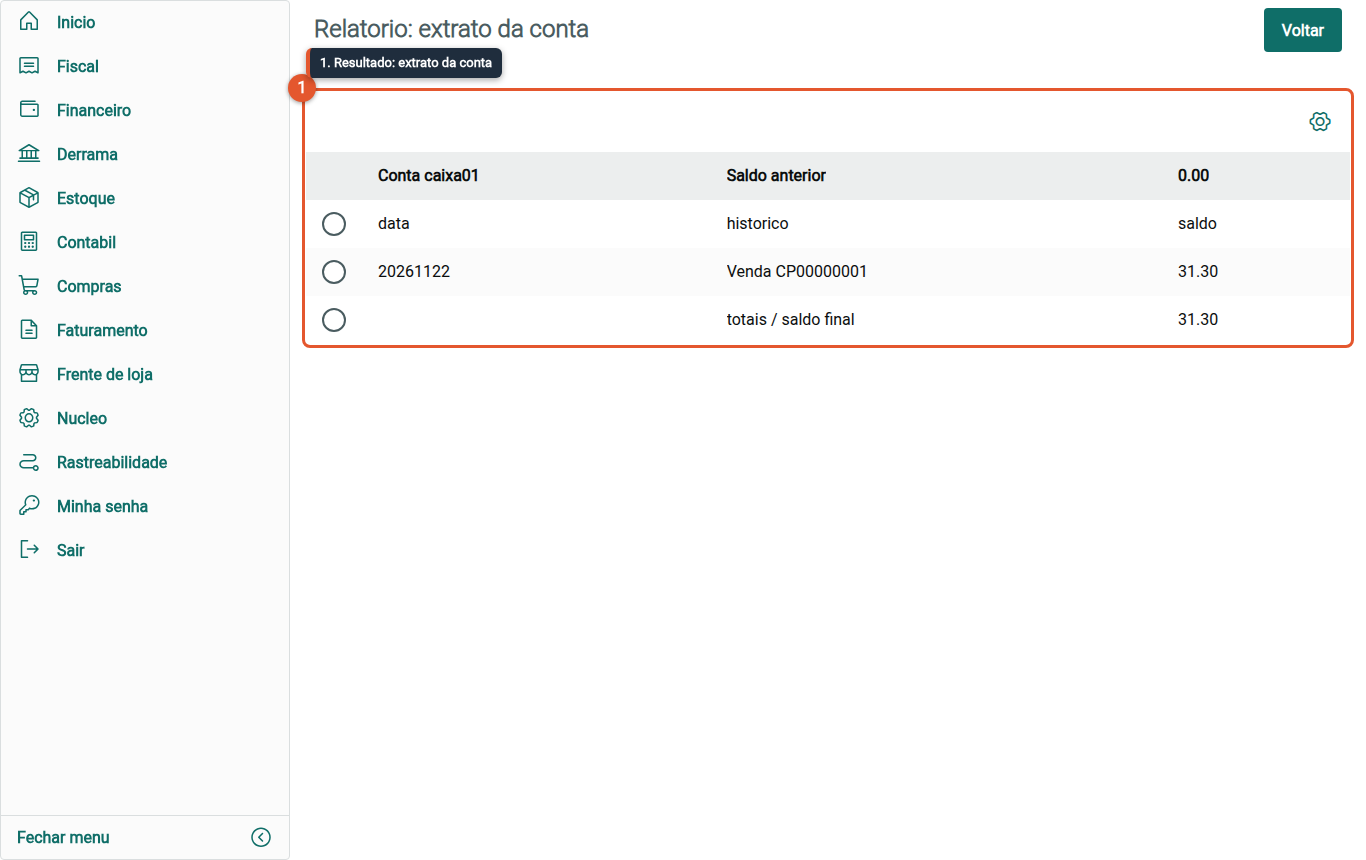 Inicio
Fiscal
Financeiro
Derrama
Estoque
Contabil
Compras
Faturamento
Frente de loja
Nucleo
Rastreabilidade
Minha senha
Sair
Fechar menu
Relatorio: extrato da conta
Voltar
1. Resultado: extrato da conta
1
Conta caixa01 Saldo anterior 0.00
data historico saldo
20261122 Venda CP00000001 31.30
totais / saldo final 31.30